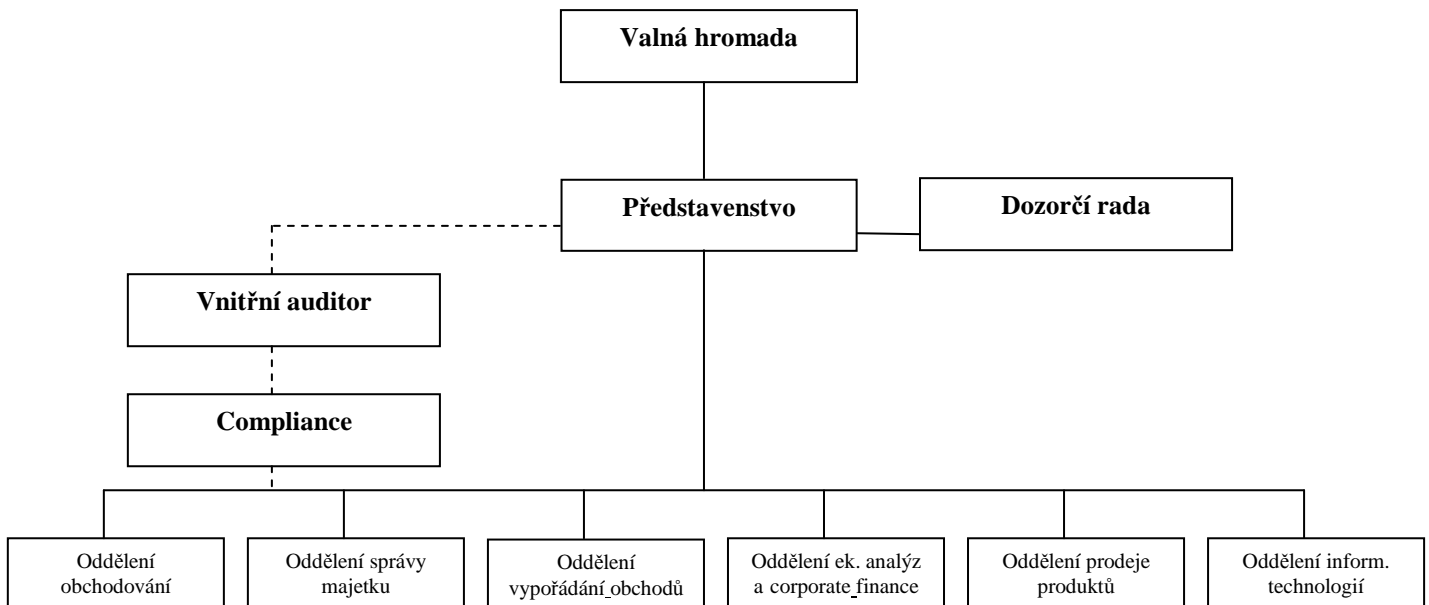 Valná hromada
Představenstvo
Dozorčí rada
Vnitřní auditor
Compliance
Oddělení
obchodování
Oddělení správy
majetku
Oddělení
vypořádání obchodů
Oddělení ek. analýz
a corporate finance
Oddělení prodeje
produktů
Oddělení inform.
technologií